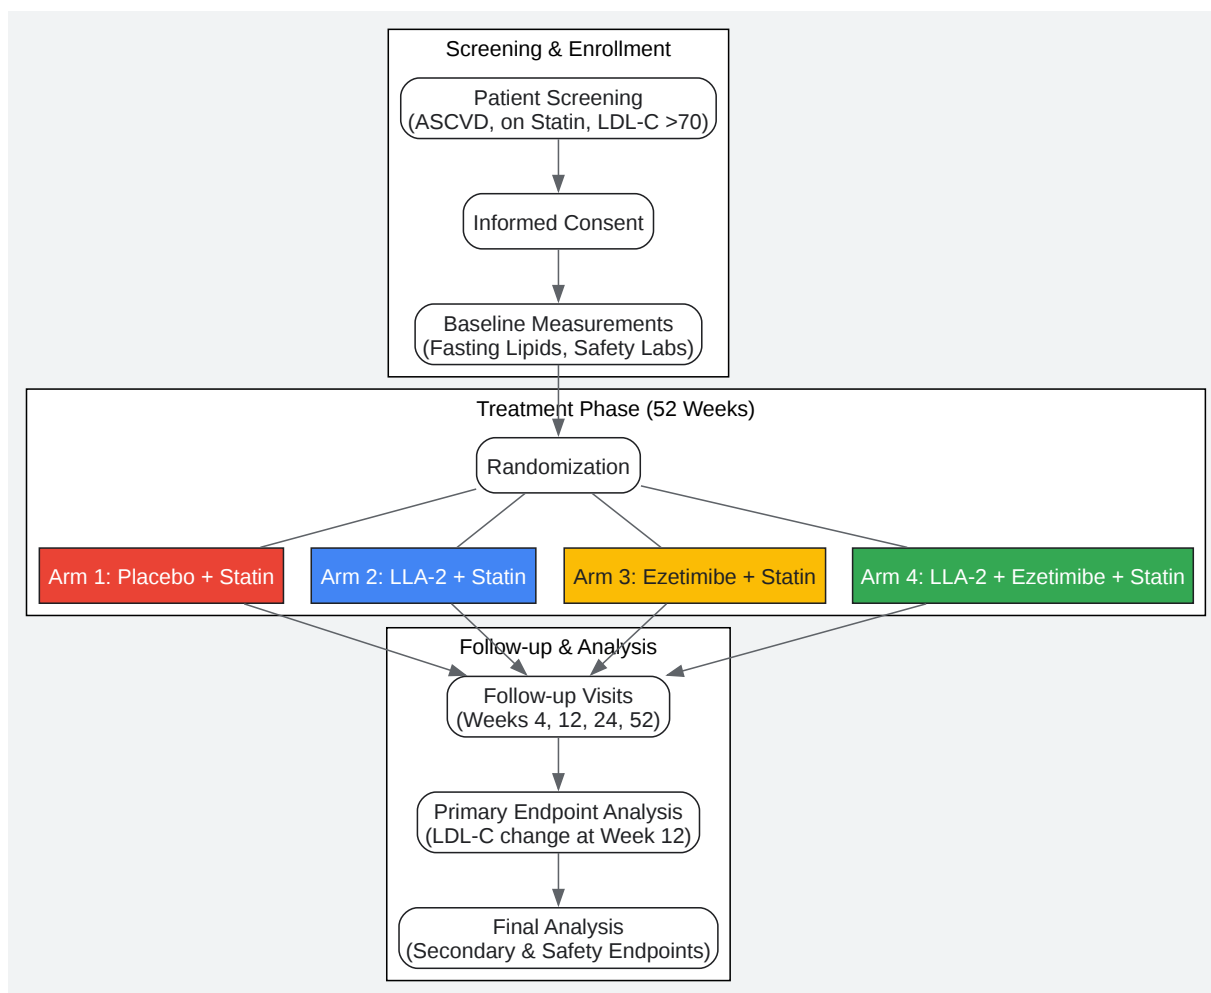 Screening & Enrollment
Patient Screening
(ASCVD, on Statin, LDL-C >70)
Informed Consent
Baseline Measurements
(Fasting Lipids, Safety Labs)
Treatment Phase (52 Weeks)
Randomization
Arm 1: Placebo + Statin
Arm 2: LLA-2 + Statin
Arm 3: Ezetimibe + Statin
Arm 4: LLA-2 + Ezetimibe + Statin
Follow-up & Analysis
Follow-up Visits
(Weeks 4, 12, 24, 52)
Primary Endpoint Analysis
(LDL-C change at Week 12)
Final Analysis
(Secondary & Safety Endpoints)